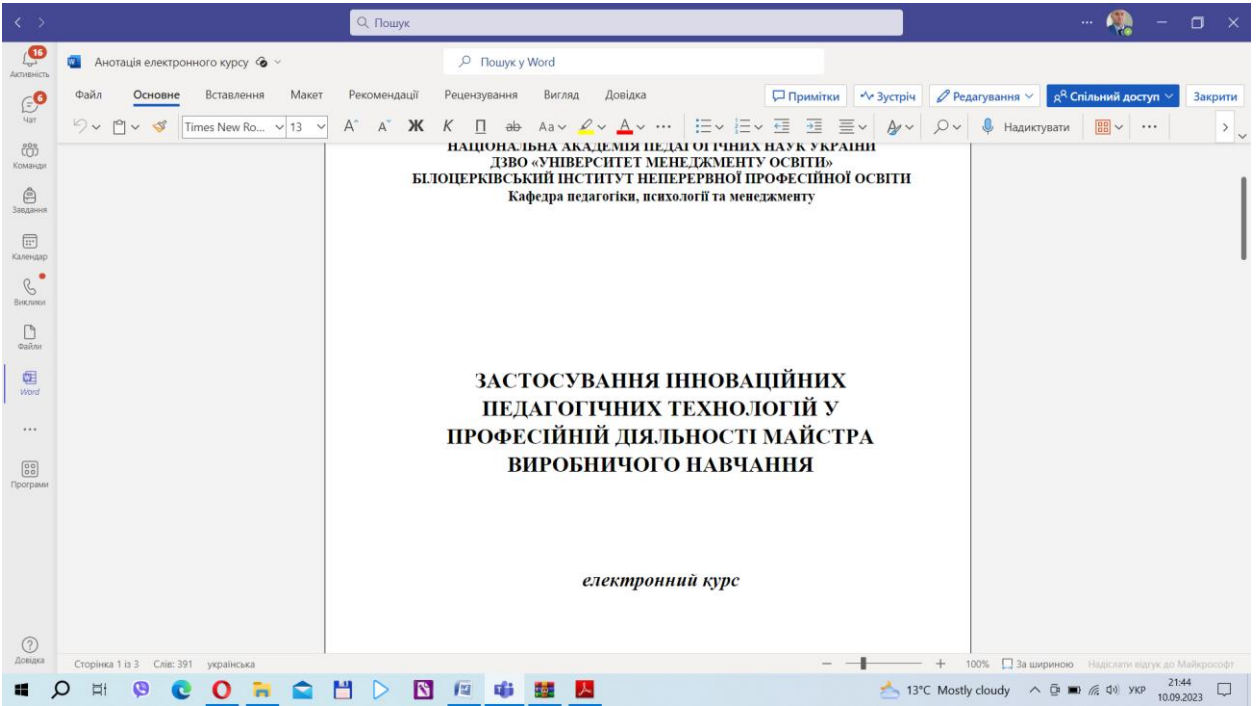 Пошук
16
Активність
6
Чат
Команди
Завдання
Календар
Виклики
Файли
Word
Програми
Довідка
Анотація електронного курсу
Пошук у Word
Файл Основне Вставлення Макет Рекомендації Рецензування Вигляд Довідка
Примітки Зустріч Редагування Спільний доступ Закрити
Times New Ro... 13 Ж К П ab Aa A Надиктувати
НАЦІОНАЛЬНА АКАДЕМІЯ ПЕДАГОГІЧНИХ НАУК УКРАЇНИ
ДЗВО «УНІВЕРСИТЕТ МЕНЕДЖМЕНТУ ОСВІТИ»
БІЛОЦЕРКІВСЬКИЙ ІНСТИТУТ НЕПЕРЕРВНОЇ ПРОФЕСІЙНОЇ ОСВІТИ
Кафедра педагогіки, психології та менеджменту
ЗАСТОСУВАННЯ ІННОВАЦІЙНИХ
ПЕДАГОГІЧНИХ ТЕХНОЛОГІЙ У
ПРОФЕСІЙНІЙ ДІЯЛЬНОСТІ МАЙСТРА
ВИРОБНИЧОГО НАВЧАННЯ
електронний курс
Сторінка 1 із 3 Слів: 391 українська
100% За шириною Надіслати відгук до Майкрософт
13°C Mostly cloudy УКР 21:44
10.09.2023